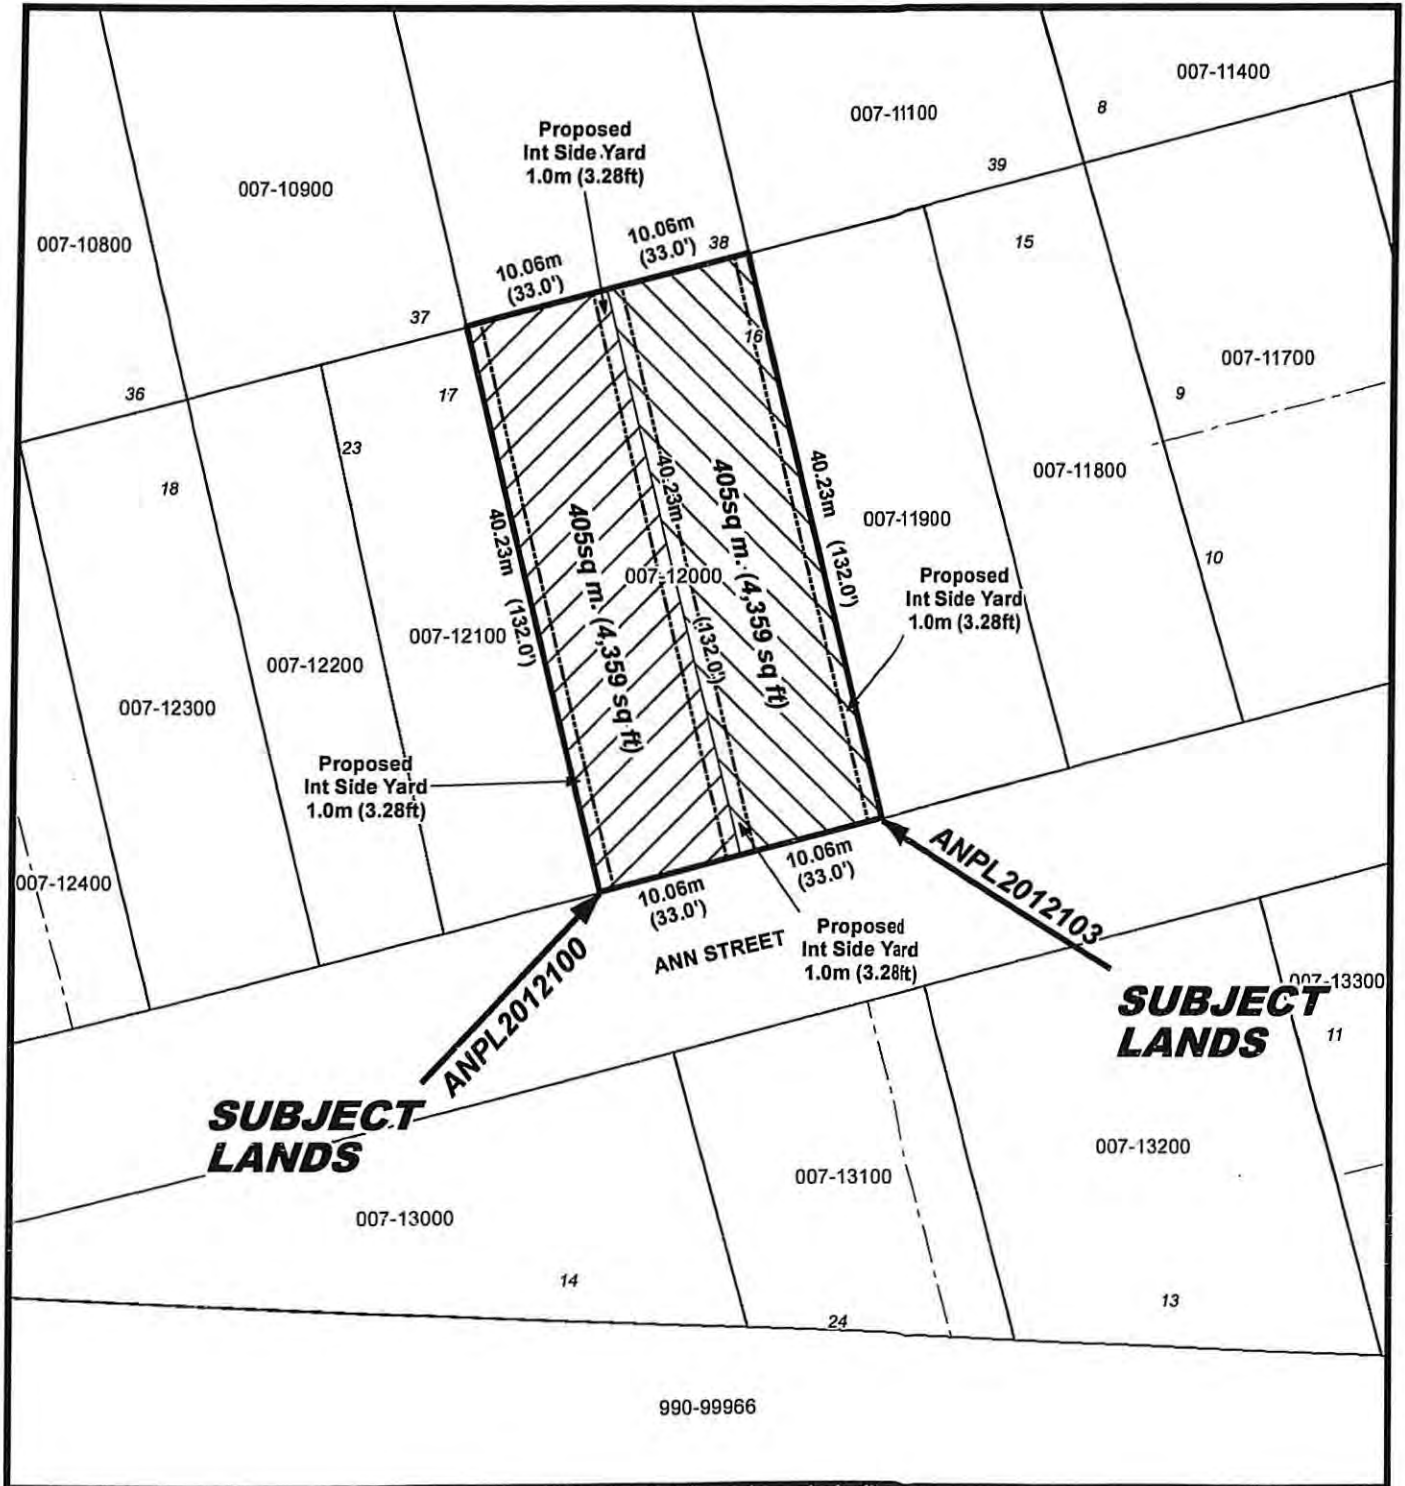 007-11400
8
007-11100
Proposed
Int Side Yard
1.0m (3.28ft)
39
007-10900
007-10800
10.06m
(33.0')
38
10.06m
(33.0')
15
37
16
007-11700
36
17
9
23
18
007-11800
40.23m (132.0')
405sq m. (4,359 sq ft)
40.23m (132.0')
405sq m. (4,359 sq ft)
40.23m (132.0')
007-11900
10
007-12000
Proposed
Int Side Yard
1.0m (3.28ft)
007-12100
007-12200
007-12300
Proposed
Int Side Yard
1.0m (3.28ft)
007-12400
10.06m
(33.0')
10.06m
(33.0')
ANPL2012103
Proposed
Int Side Yard
1.0m (3.28ft)
ANN STREET
ANPL2012100
007-13300
SUBJECT
LANDS
11
SUBJECT
LANDS
007-13200
007-13100
007-13000
14
13
24
990-99966